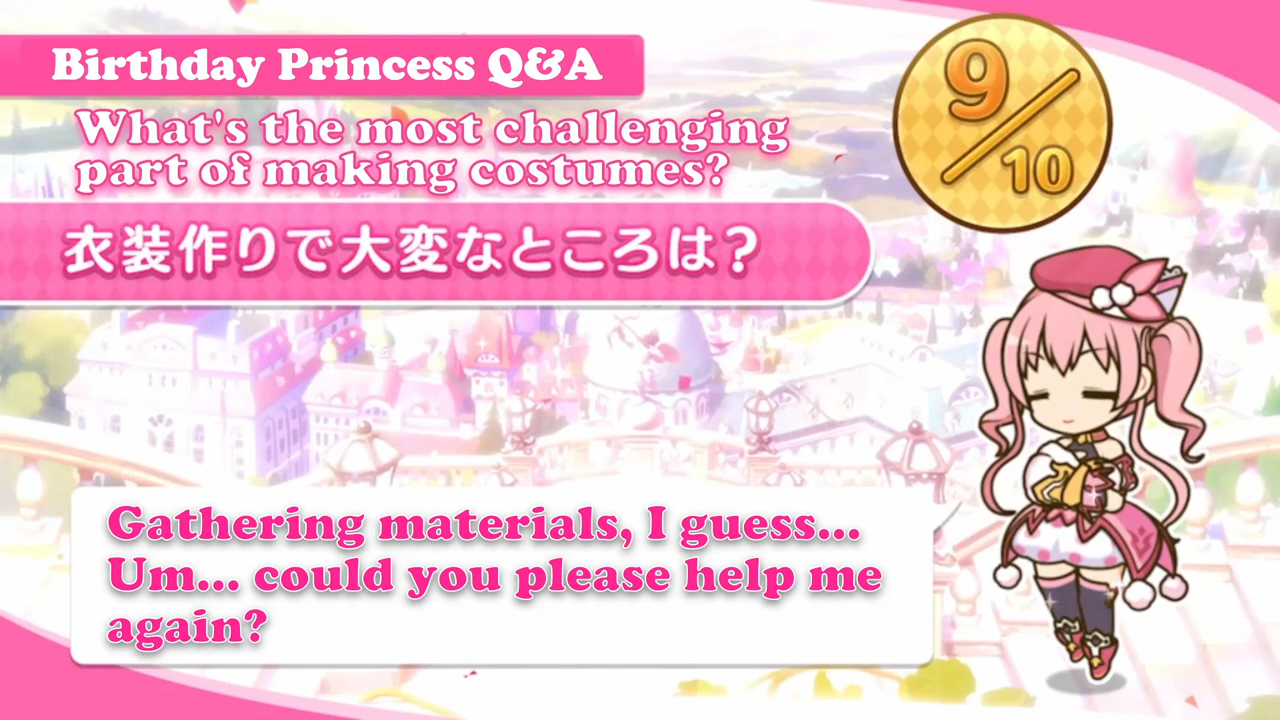 Birthday Princess Q&A
9/10
What's the most challenging
part of making costumes?
衣装作りで大変なところは?
Gathering materials, I guess...
Um... could you please help me
again?